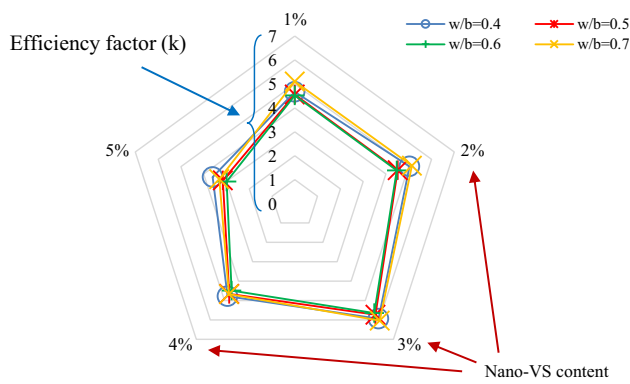 1%
w/b=0.4
w/b=0.5
w/b=0.6
w/b=0.7
Efficiency factor (k)
7
6
5
4
3
2
1
0
5%
2%
4%
3%
Nano-VS content